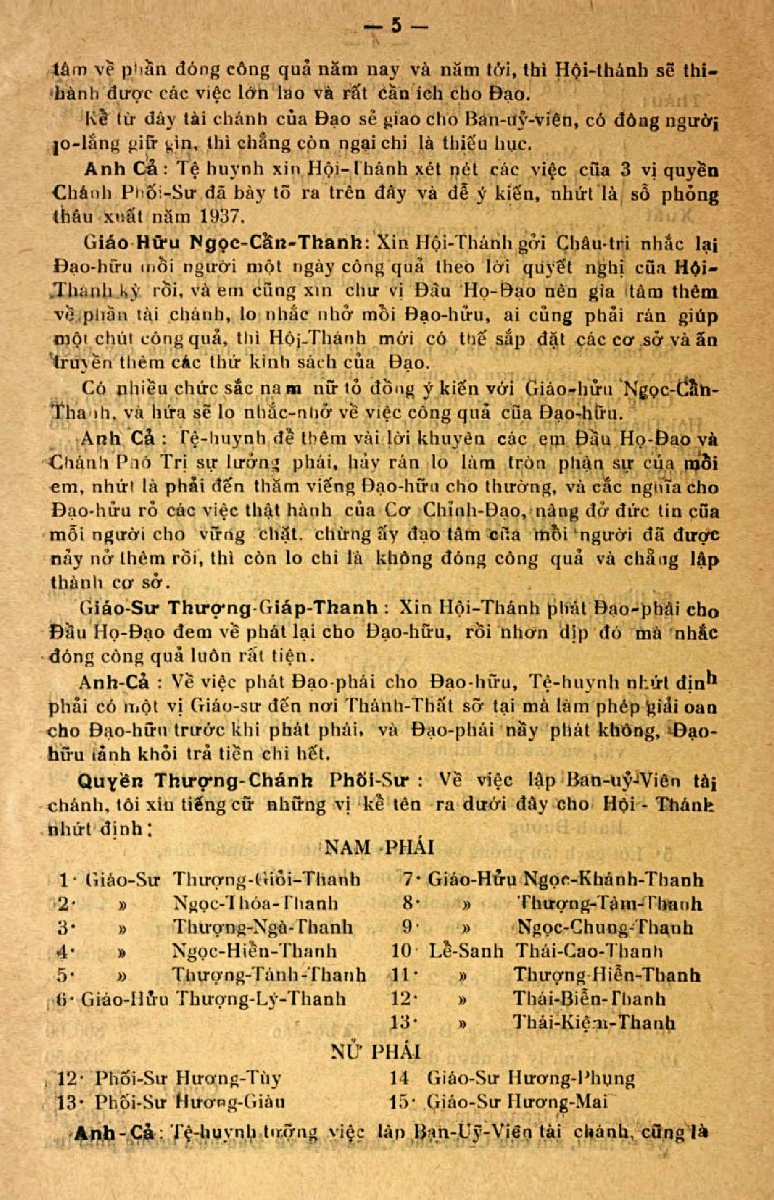 — 5 —
tâm về phần đóng công quả năm nay và năm tới, thì Hội-thánh sẽ thi-
hành được các việc lớn lao và rất cần ích cho Đạo.
Kể từ đây tài chánh của Đạo sẻ giao cho Ban-uỷ-viên, có đông người
lo-lắng giữ gìn, thì chẳng còn ngại chi là thiếu hục.
Anh Cả : Tệ huynh xin Hội-Thánh xét nét các việc của 3 vị quyền
Chánh Phối-Sư đã bày tõ ra trên đây và để ý kiến, nhứt là sổ phỏng
thâu xuất năm 1937.
Giáo Hữu Ngọc-Cần-Thanh: Xin Hội-Thánh gởi Châu-tri nhắc lại
Đạo-hữu mỗi người một ngày công quả theo lời quyết nghị của Hội-
Thánh kỳ rồi, và em cũng xin chư vị Đầu Họ-Đạo nên gia tâm thêm
về phần tài chánh, lo nhắc nhở mỗi Đạo-hửu, ai củng phải rán giúp
một chút công quả, thì Hội-Thánh mới có thể sắp đặt các cơ sở và ấn
truyền thêm các thứ kinh sách của Đạo.
Có nhiều chức sắc nam nữ tỏ đồng ý kiến với Giáo-hửu Ngọc-Cần-
Thanh, và hứa sẽ lo nhắc-nhở về việc công quả của Đạo-hữu.
Anh Cả : Tệ-huynh để thêm vài lời khuyên các em Đầu Họ-Đạo và
Chánh Phó Trị sự lưởng phái, hảy rán lo làm tròn phận sự của mỗi
em, nhứt là phải đến thăm viếng Đạo-hữu cho thường, và cắc nghĩa cho
Đạo-hữu rỏ các việc thật hành của Cơ Chỉnh-Đạo, nâng đở đức tin của
mỗi người cho vững chặt. chừng ấy đạo tâm của mỗi người đã được
nảy nở thêm rồi, thì còn lo chi là không đóng công quả và chẳng lập
thành cơ sở.
Giáo-Sư Thượng-Giáp-Thanh : Xin Hội-Thánh phát Đạo-phái cho
Đầu Họ-Đạo đem về phát lại cho Đạo-hữu, rồi nhơn dịp đó mà nhắc
đóng công quả luôn rất tiện.
Anh-Cả : Về việc phát Đạo-phái cho Đạo-hữu, Tệ-huynh nhứt định
phải có một vị Giáo-sư đến nơi Thánh-Thất sỡ tại mà làm phép giải oan
cho Đạo-hữu trước khi phát phái, và Đạo-phái nầy phát không, Đạo-
hữu lảnh khỏi trả tiền chi hết.
Quyền Thượng-Chánh Phối-Sư : Về việc lập Ban-uỷ-Viên tài
chánh, tôi xin tiếng cữ những vị kể tên ra dưới đây cho Hội - Thánh
nhứt định :
NAM PHÁI
1· Giáo-Sư Thượng-Giỏi-Thanh
2· » Ngọc-Thỏa-Thanh
3· » Thượng-Ngà-Thanh
4· » Ngọc-Hiền-Thanh
5· » Thượng-Tánh-Thanh
6· Giáo-Hữu Thượng-Lý-Thanh
7· Giáo-Hữu Ngọc-Khánh-Thanh
8· » Thượng-Tâm-Thanh
9· » Ngọc-Chung-Thanh
10 Lễ-Sanh Thái-Cao-Thanh
11· » Thượng-Hiển-Thanh
12· » Thái-Biển-Thanh
13· » Thái-Kiệm-Thanh
NỬ PHÁI
12· Phối-Sư Hương-Tùy
13· Phối-Sư Hương-Giàu
14 Giáo-Sư Hương-Phụng
15· Giáo-Sư Hương-Mai
Anh-Cả : Tệ-huynh tưỡng việc lập Ban-Uỹ-Viên tài chánh, cũng là